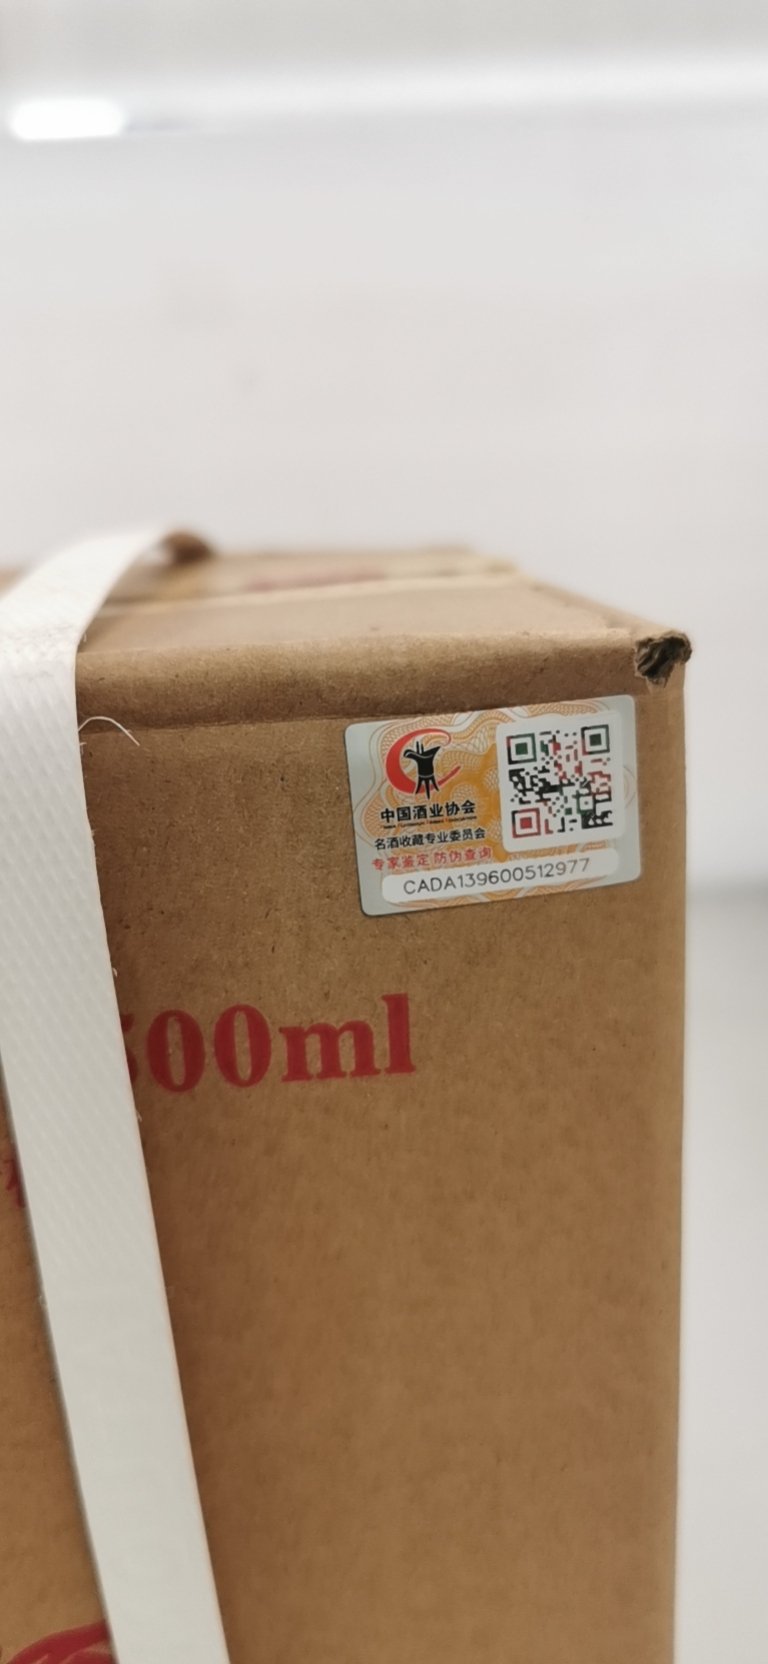 中国酒业协会
名酒收藏专业委员会
专家鉴定 防伪查询
CADA139600512977
500ml